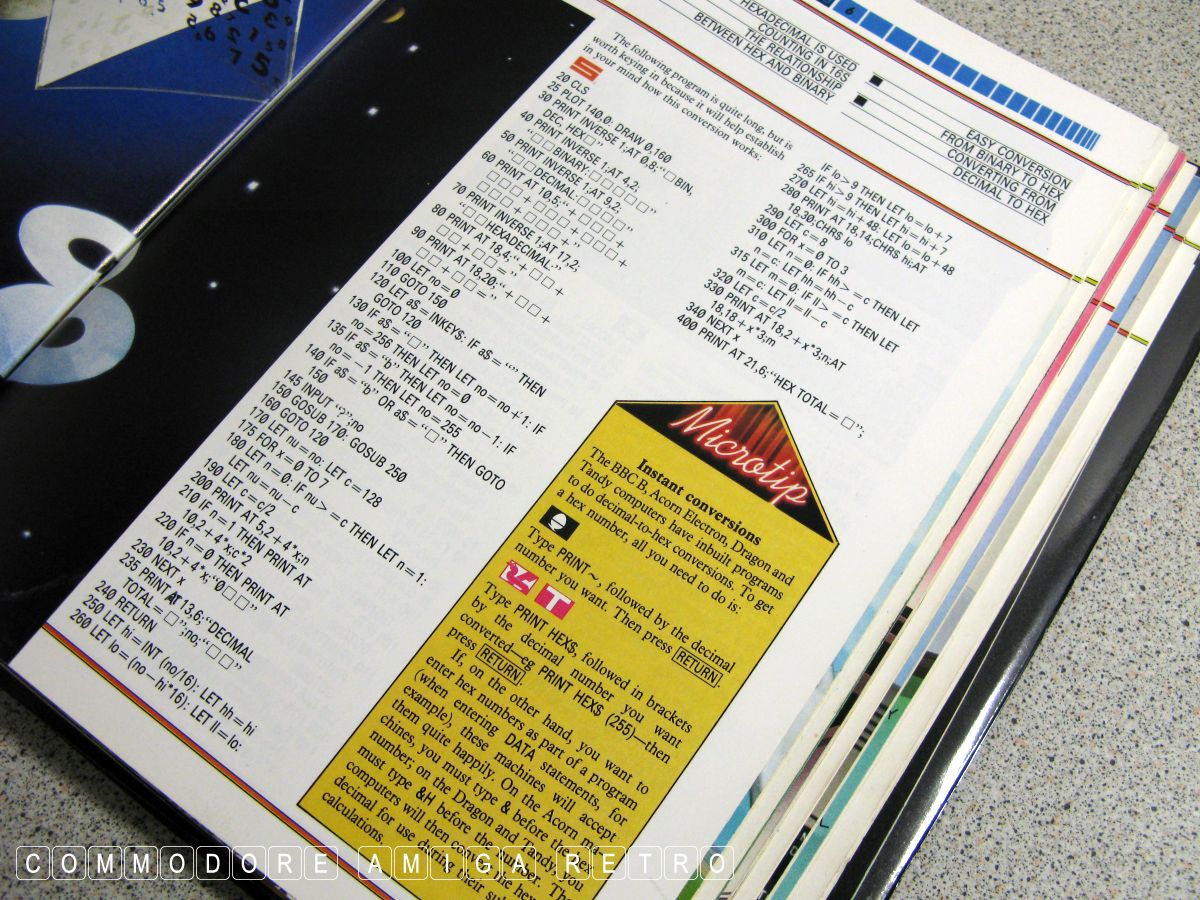 HEXADECIMAL IS USED
COUNTING IN 16S
THE RELATIONSHIP
BETWEEN HEX AND BINARY
EASY CONVERSION
FROM BINARY TO HEX
CONVERTING FROM
DECIMAL TO HEX
6
The following program is quite long, but is
worth keying in because it will help establish
in your mind how this conversion works:
S
20 CLS
25 PLOT 140,0: DRAW 0,160
30 PRINT INVERSE 1;AT 0.8;"□BIN,
DEC, HEX□"
40 PRINT INVERSE 1;AT 4,2;
"□□BINARY:□□□□"
50 PRINT INVERSE 1;AT 9,2;
"□□DECIMAL:□□□□"
60 PRINT AT 10.5;"+□□□+
70 PRINT INVERSE 1;AT 17,2;
"□□HEXADECIMAL:"
80 PRINT AT 18,4;"+□□+
90 PRINT AT 18,20;"+□□+
100 LET no=0
110 GOTO 150
120 LET a$=INKEY$: IF a$="" THEN
GOTO 120
130 IF a$="□" THEN LET no=no+1: IF
no=256 THEN LET no=0
135 IF a$="b" THEN LET no=no−1: IF
no=−1 THEN LET no=255
140 IF a$="b" OR a$="□" THEN GOTO
150
145 INPUT "?";no
150 GOSUB 170: GOSUB 250
160 GOTO 120
170 LET nu=no: LET c=128
175 FOR x=0 TO 7
180 LET n=0: IF nu>=c THEN LET n=1:
LET nu=nu−c
190 LET c=c/2
200 PRINT AT 5.2+4*x;n
210 IF n=1 THEN PRINT AT
10.2+4*x;c*2
220 IF n=0 THEN PRINT AT
10.2+4*x;"0□□"
230 NEXT x
235 PRINT AT 13,6;"DECIMAL
TOTAL=□";no;"□□",
240 RETURN
250 LET hi=INT (no/16): LET hh=hi
260 LET lo=(no−hi*16): LET ll=lo:
IF lo>9 THEN LET lo=lo+7
265 IF hi>9 THEN LET hi=hi+7
270 LET hi=hi+48: LET lo=lo+48
280 PRINT AT 18,14;CHR$ hi;AT
18,30;CHR$ lo
290 LET c=8
300 FOR x=0 TO 3
310 LET n=0: IF hh>=c THEN LET
n=c: LET hh=hh−c
315 LET m=0: IF ll>=c THEN LET
m=c: LET ll=ll−c
320 LET c=c/2
330 PRINT AT 18.2+x*3;n;AT
18,18+x*3;m
340 NEXT x
400 PRINT AT 21,6;"HEX TOTAL=□";
Microtip
Instant conversions
The BBC B, Acorn Electron, Dragon and
Tandy computers have inbuilt programs
to do decimal-to-hex conversions. To get
a hex number, all you need to do is:
Type PRINT~, followed by the decimal
number you want. Then press RETURN.
T
Type PRINT HEX$, followed in brackets
by the decimal number you want
converted—eg PRINT HEX$ (255)—then
press RETURN.
If, on the other hand, you want to
enter hex numbers as part of a program
(when entering DATA statements, for
example), these machines will accept
them quite happily. On the Acorn ma-
chines, you must type & before the hex
number; on the Dragon and Tandy, you
must type &H before the number. The
computers will then convert the hex
decimal for use during their
calculations.
COMMODORE AMIGA RETRO